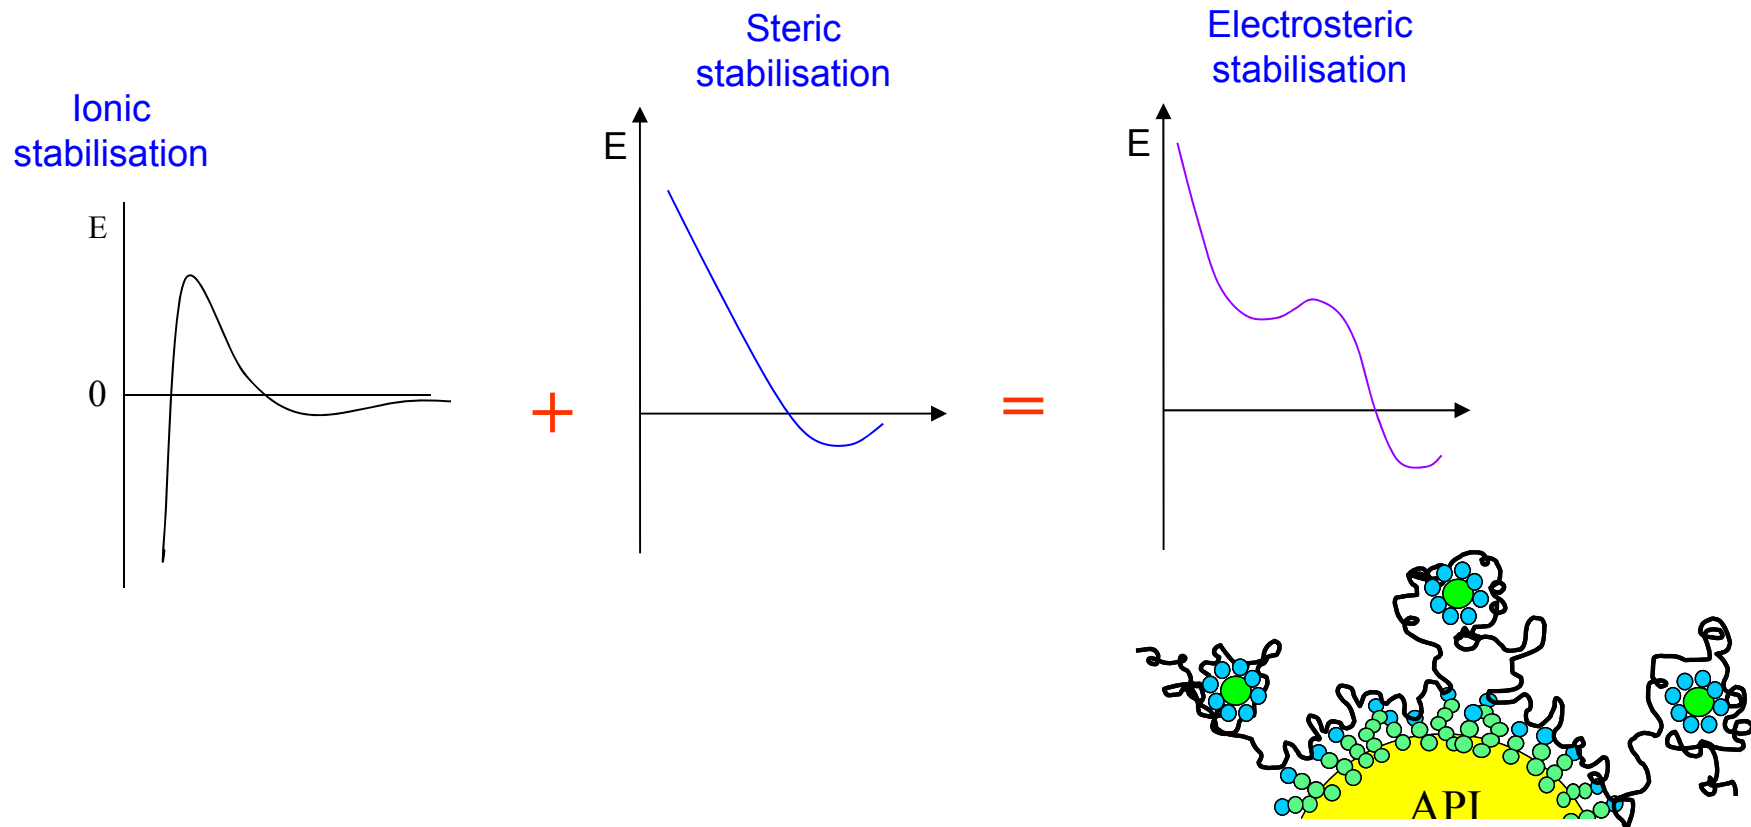 Ionic
stabilisation
E
0
+
Steric
stabilisation
E
=
Electrosteric
stabilisation
E
API